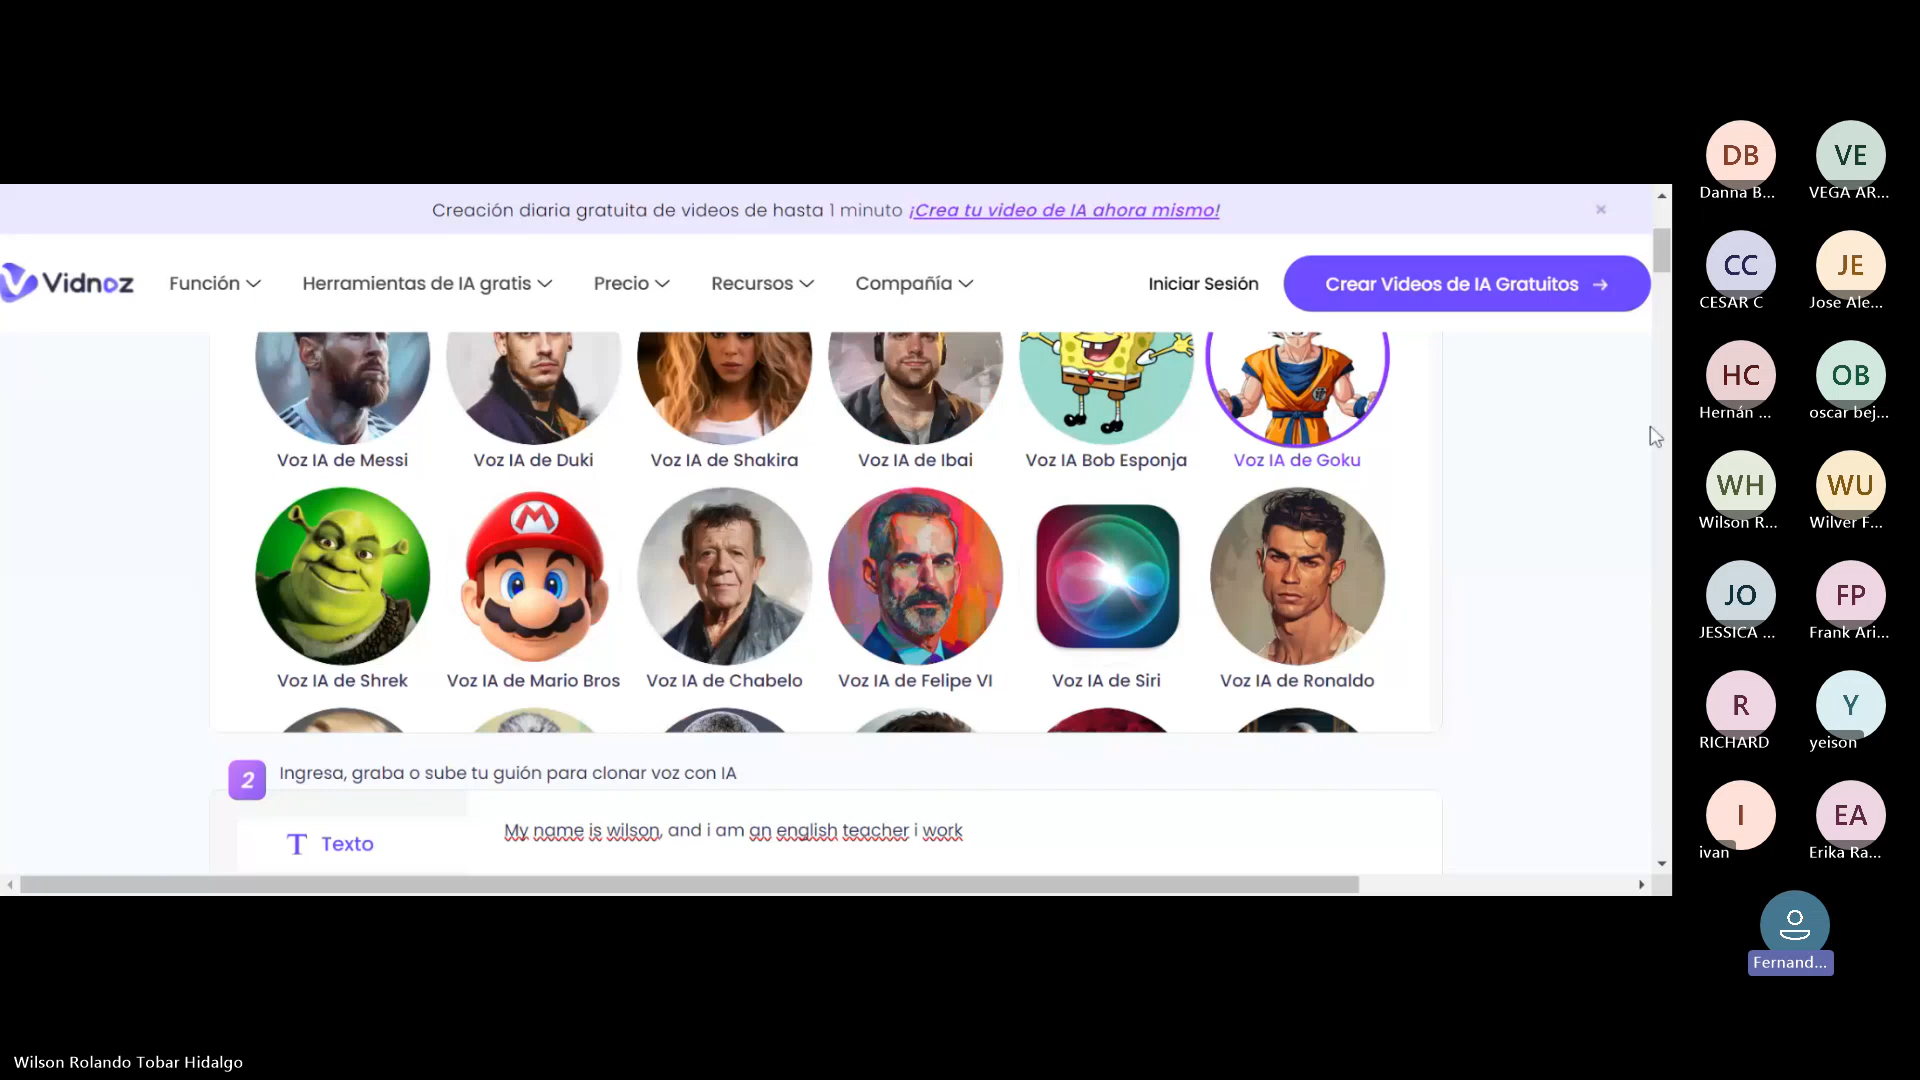 Creación diaria gratuita de videos de hasta 1 minuto ¡Crea tu video de IA ahora mismo!
Vidnoz
Función
Herramientas de IA gratis
Precio
Recursos
Compañía
Iniciar Sesión
Crear Videos de IA Gratuitos →
Voz IA de Messi
Voz IA de Duki
Voz IA de Shakira
Voz IA de Ibai
Voz IA Bob Esponja
Voz IA de Goku
M
Voz IA de Shrek
Voz IA de Mario Bros
Voz IA de Chabelo
Voz IA de Felipe VI
Voz IA de Siri
Voz IA de Ronaldo
2
Ingresa, graba o sube tu guión para clonar voz con IA
T Texto
My name is wilson, and i am an english teacher i work
DB
Danna B...
VE
VEGA AR...
CC
CESAR C
JE
Jose Ale...
HC
Hernán ...
OB
oscar bej...
WH
Wilson R...
WU
Wilver F...
JO
JESSICA ...
FP
Frank Ari...
R
RICHARD
Y
yeison
I
ivan
EA
Erika Ra...
Fernand...
Wilson Rolando Tobar Hidalgo